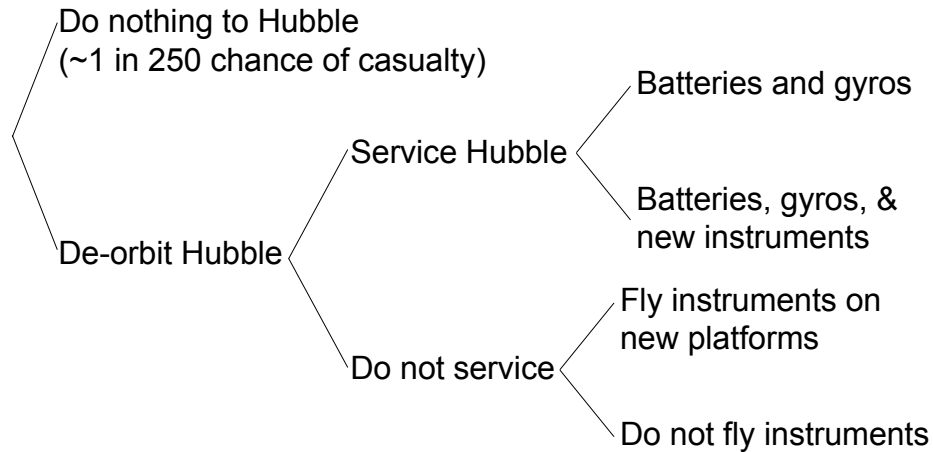 Do nothing to Hubble
(~1 in 250 chance of casualty)
Batteries and gyros
Service Hubble
Batteries, gyros, &
new instruments
De-orbit Hubble
Fly instruments on
new platforms
Do not service
Do not fly instruments